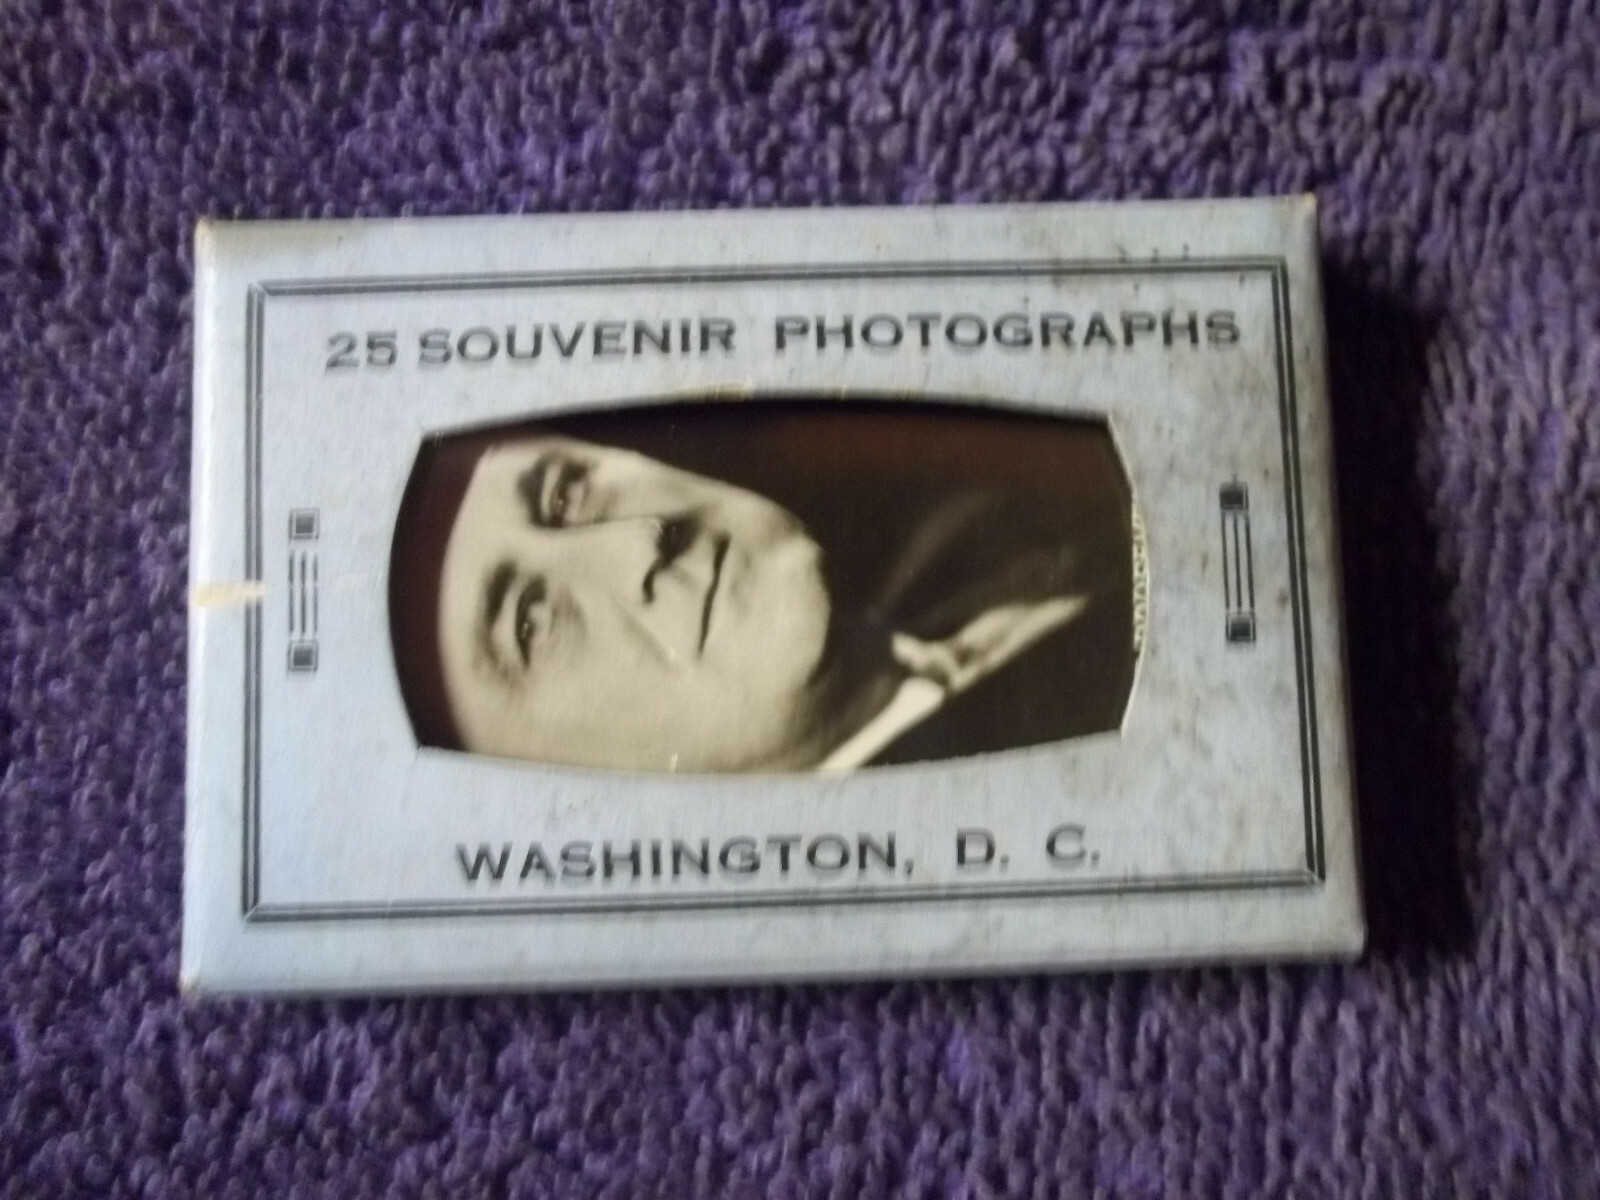 25 SOUVENIR PHOTOGRAPHS
WASHINGTON, D. C.